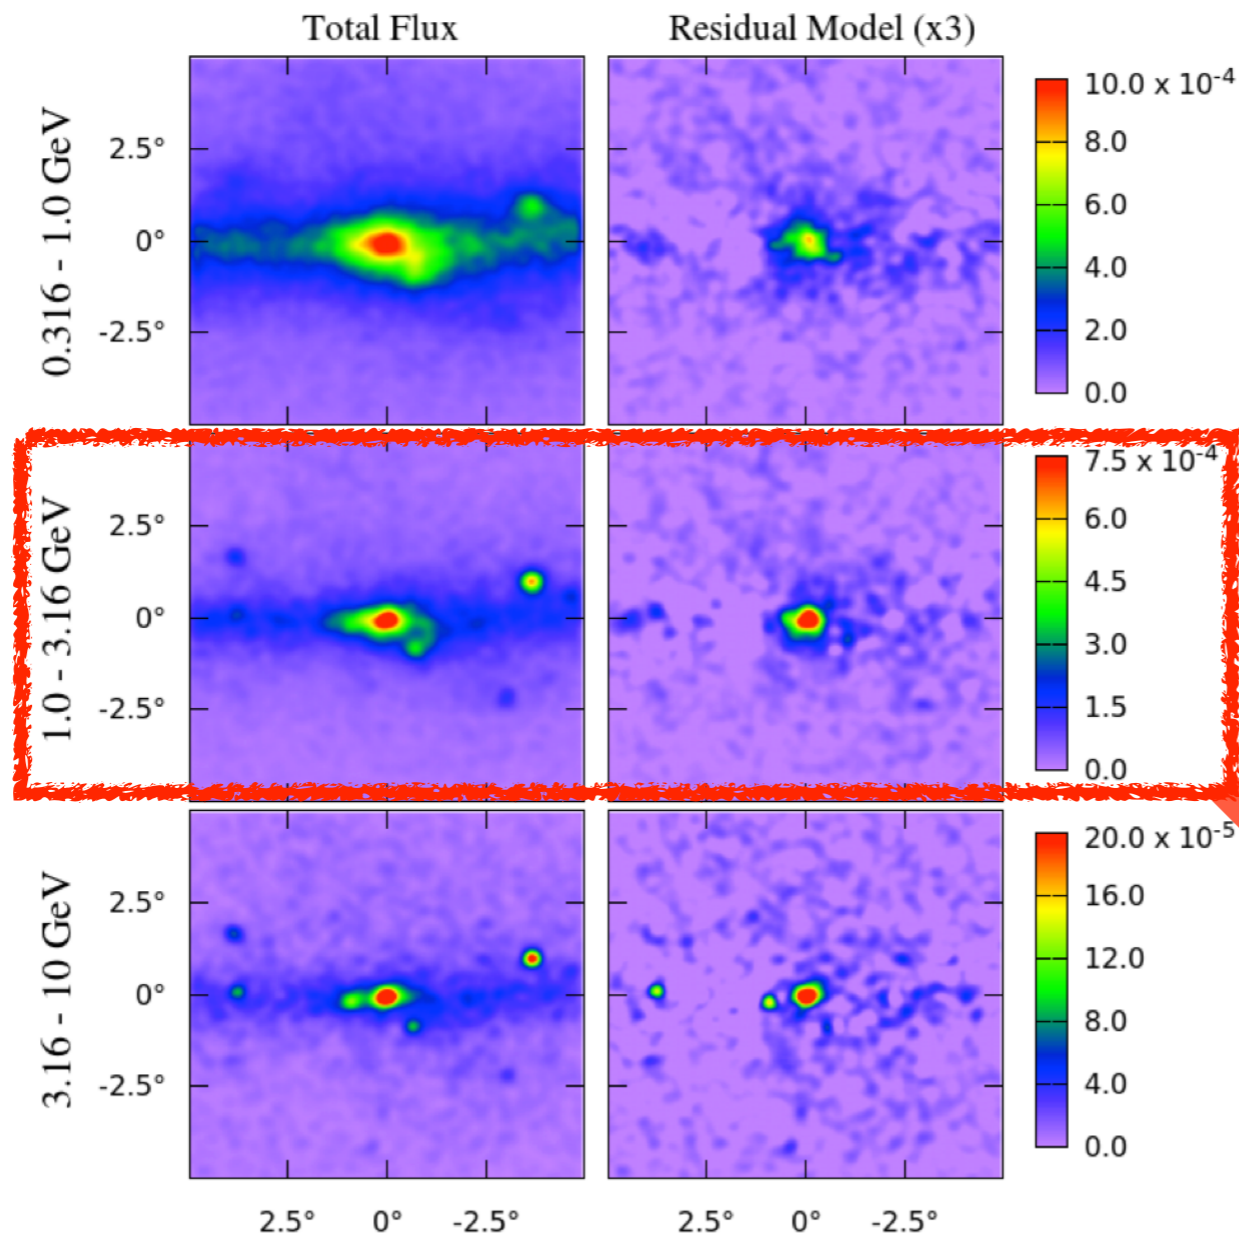 Total Flux
Residual Model (x3)
0.316 - 1.0 GeV
2.5°
0°
-2.5°
10.0 x 10⁻⁴
8.0
6.0
4.0
2.0
0.0
1.0 - 3.16 GeV
2.5°
0°
-2.5°
7.5 x 10⁻⁴
6.0
4.5
3.0
1.5
0.0
3.16 - 10 GeV
2.5°
0°
-2.5°
20.0 x 10⁻⁵
16.0
12.0
8.0
4.0
0.0
2.5° 0° -2.5°
2.5° 0° -2.5°